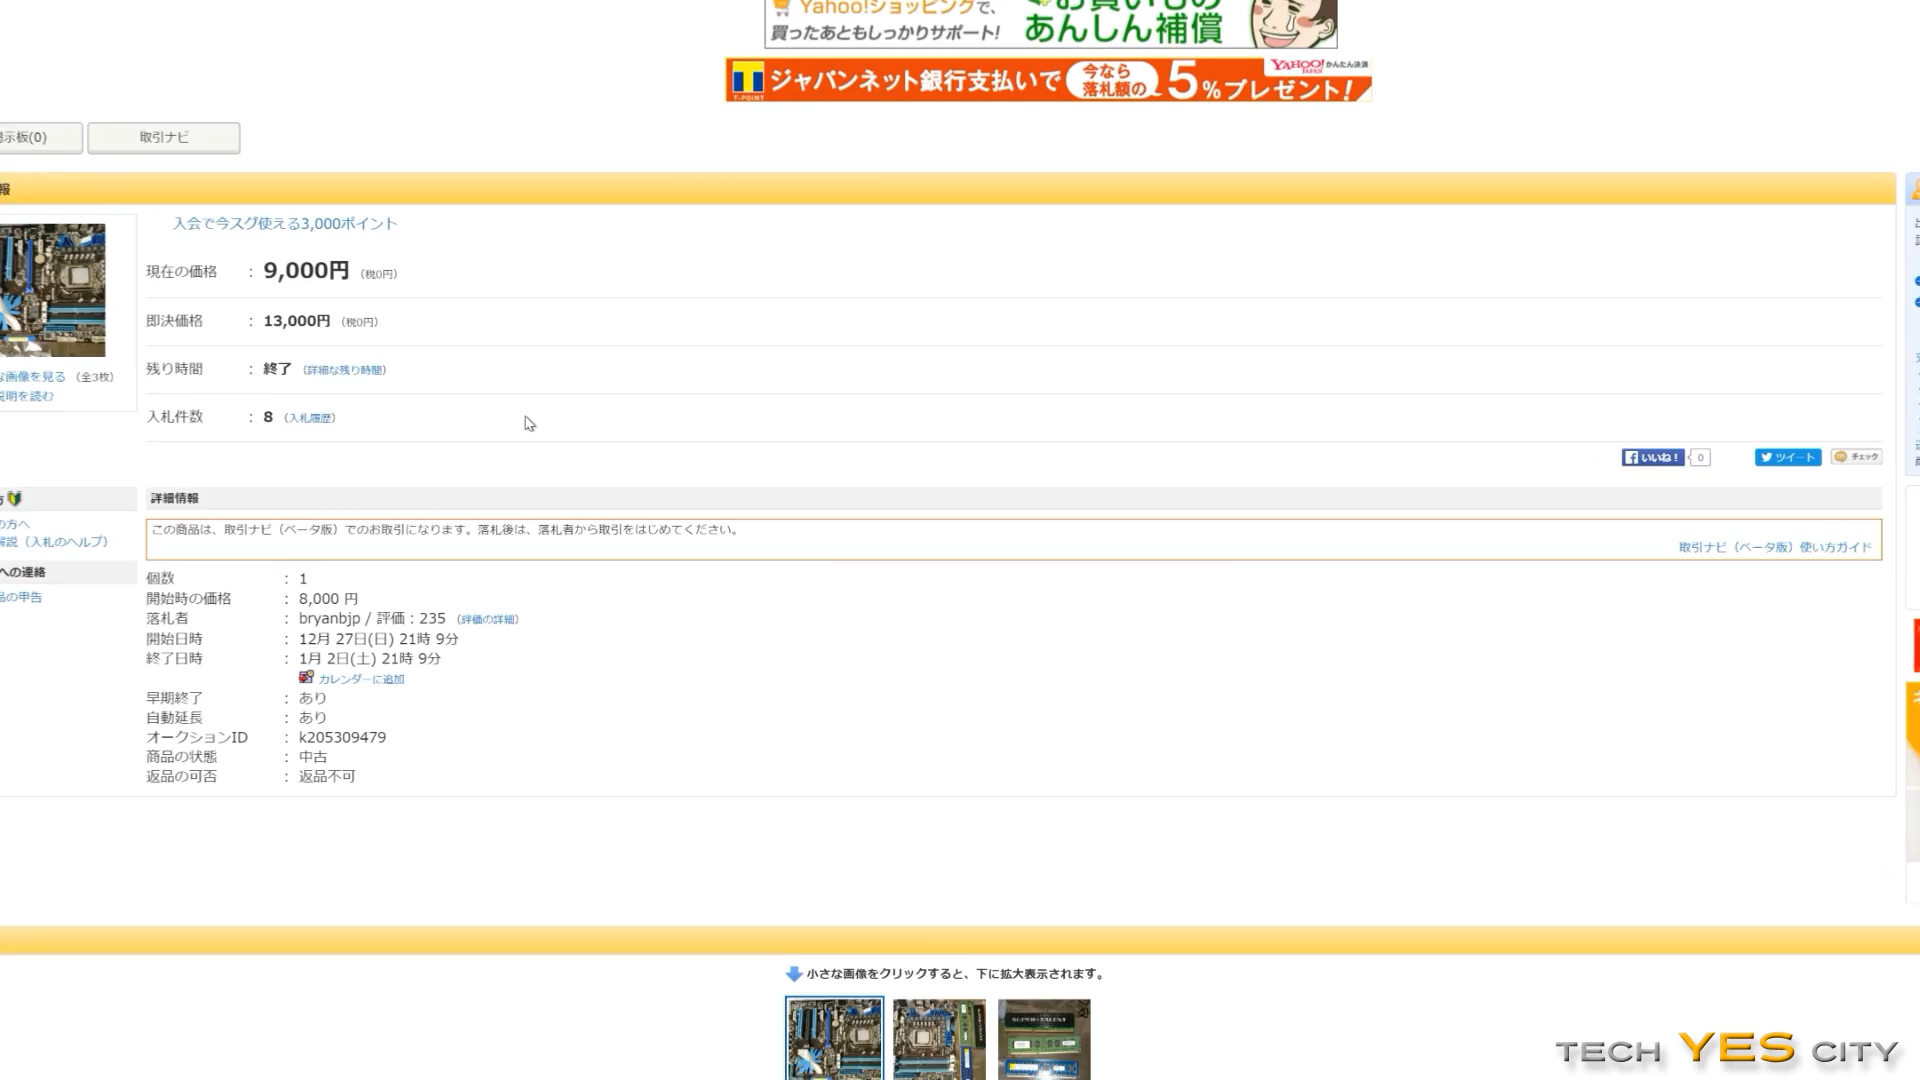 Yahoo!ショッピングで、
買ったあともしっかりサポート!
お買いもの
あんしん補償
T-POINT
ジャパンネット銀行支払いで
今なら
落札額の
5%プレゼント!
YAHOO!かんたん決済
JAPAN
掲示板(0)
取引ナビ
報
入会で今スグ使える3,000ポイント
現在の価格 : 9,000円 (税0円)
即決価格 : 13,000円 (税0円)
残り時間 : 終了 (詳細な残り時間)
な画像を見る (全3枚)
説明を読む
入札件数 : 8 (入札履歴)
いいね! 0
ツイート
チェック
方
の方へ
解説(入札のヘルプ)
への連絡
品の申告
詳細情報
この商品は、取引ナビ(ベータ版)でのお取引になります。落札後は、落札者から取引をはじめてください。
取引ナビ(ベータ版)使い方ガイド
個数 : 1
開始時の価格 : 8,000 円
落札者 : bryanbjp / 評価:235 (評価の詳細)
開始日時 : 12月 27日(日) 21時 9分
終了日時 : 1月 2日(土) 21時 9分
カレンダーに追加
早期終了 : あり
自動延長 : あり
オークションID : k205309479
商品の状態 : 中古
返品の可否 : 返品不可
小さな画像をクリックすると、下に拡大表示されます。
SUPER TALENT
TECH YES CITY